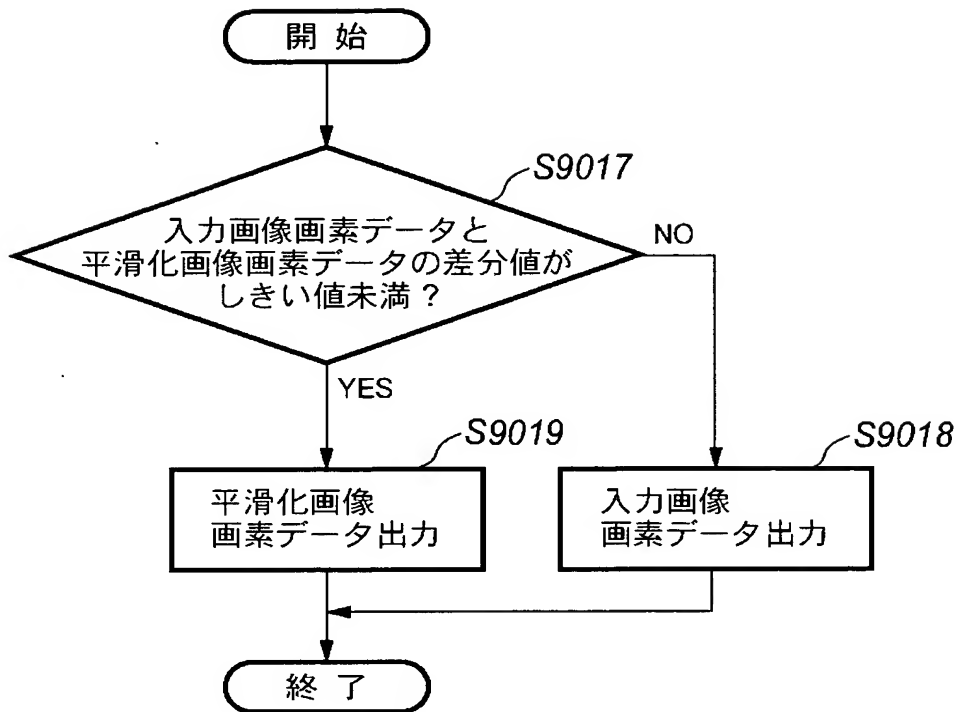 開始
S9017
入力画像画素データと
平滑化画像画素データの差分値が
しきい値未満？
NO
YES
S9019
平滑化画像
画素データ出力
S9018
入力画像
画素データ出力
終了